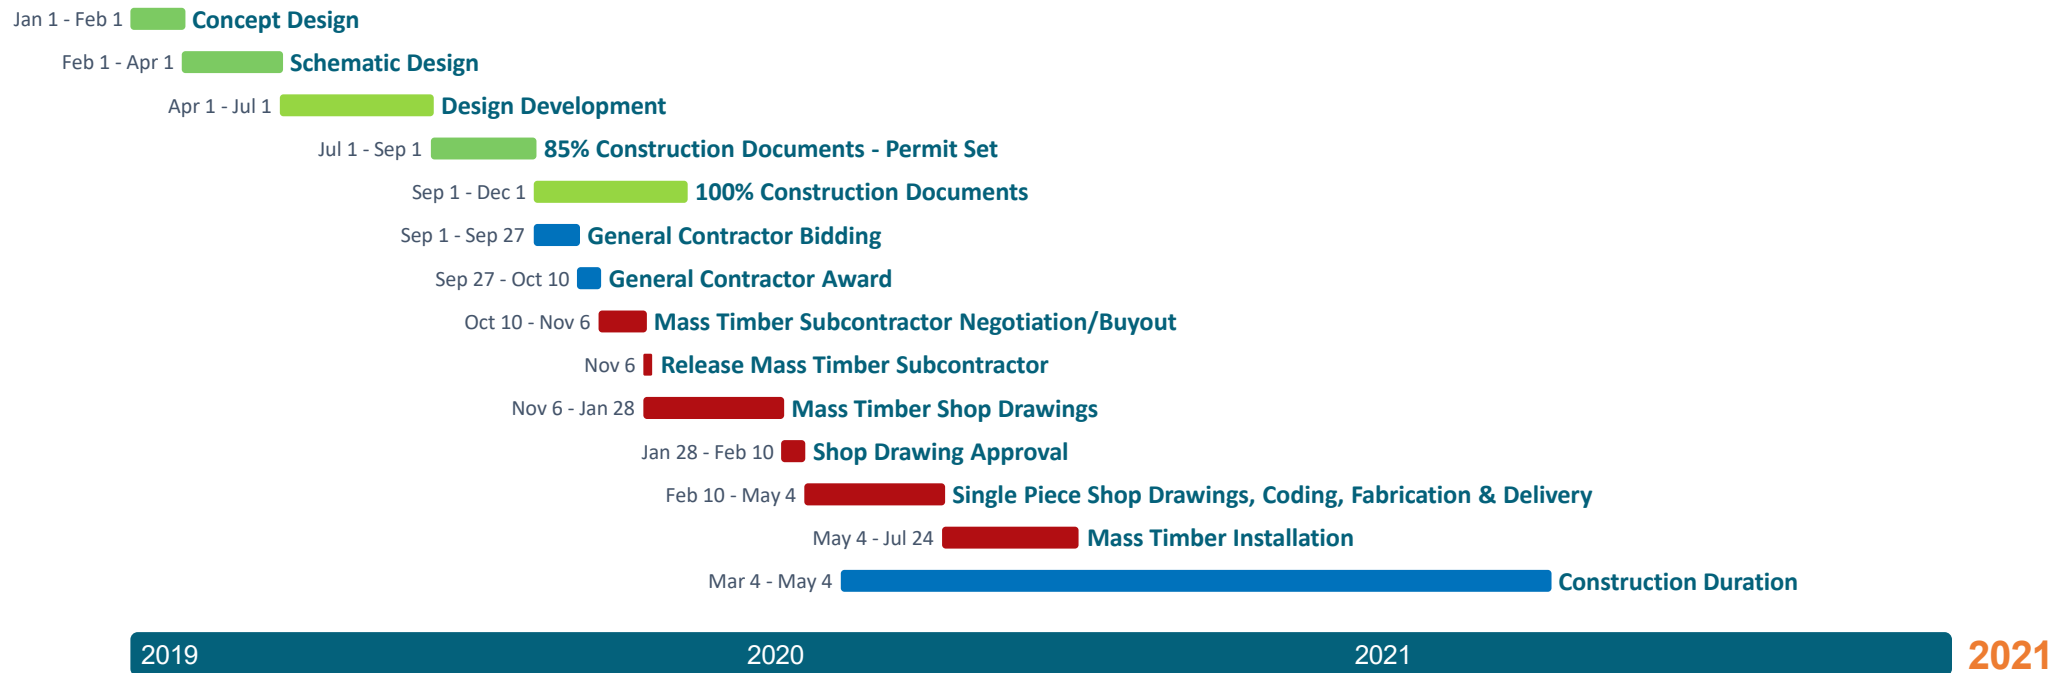 Jan 1 - Feb 1 Concept Design
Feb 1 - Apr 1 Schematic Design
Apr 1 - Jul 1 Design Development
Jul 1 - Sep 1 85% Construction Documents - Permit Set
Sep 1 - Dec 1 100% Construction Documents
Sep 1 - Sep 27 General Contractor Bidding
Sep 27 - Oct 10 General Contractor Award
Oct 10 - Nov 6 Mass Timber Subcontractor Negotiation/Buyout
Nov 6 Release Mass Timber Subcontractor
Nov 6 - Jan 28 Mass Timber Shop Drawings
Jan 28 - Feb 10 Shop Drawing Approval
Feb 10 - May 4 Single Piece Shop Drawings, Coding, Fabrication & Delivery
May 4 - Jul 24 Mass Timber Installation
Mar 4 - May 4 Construction Duration
2019 2020 2021 2021